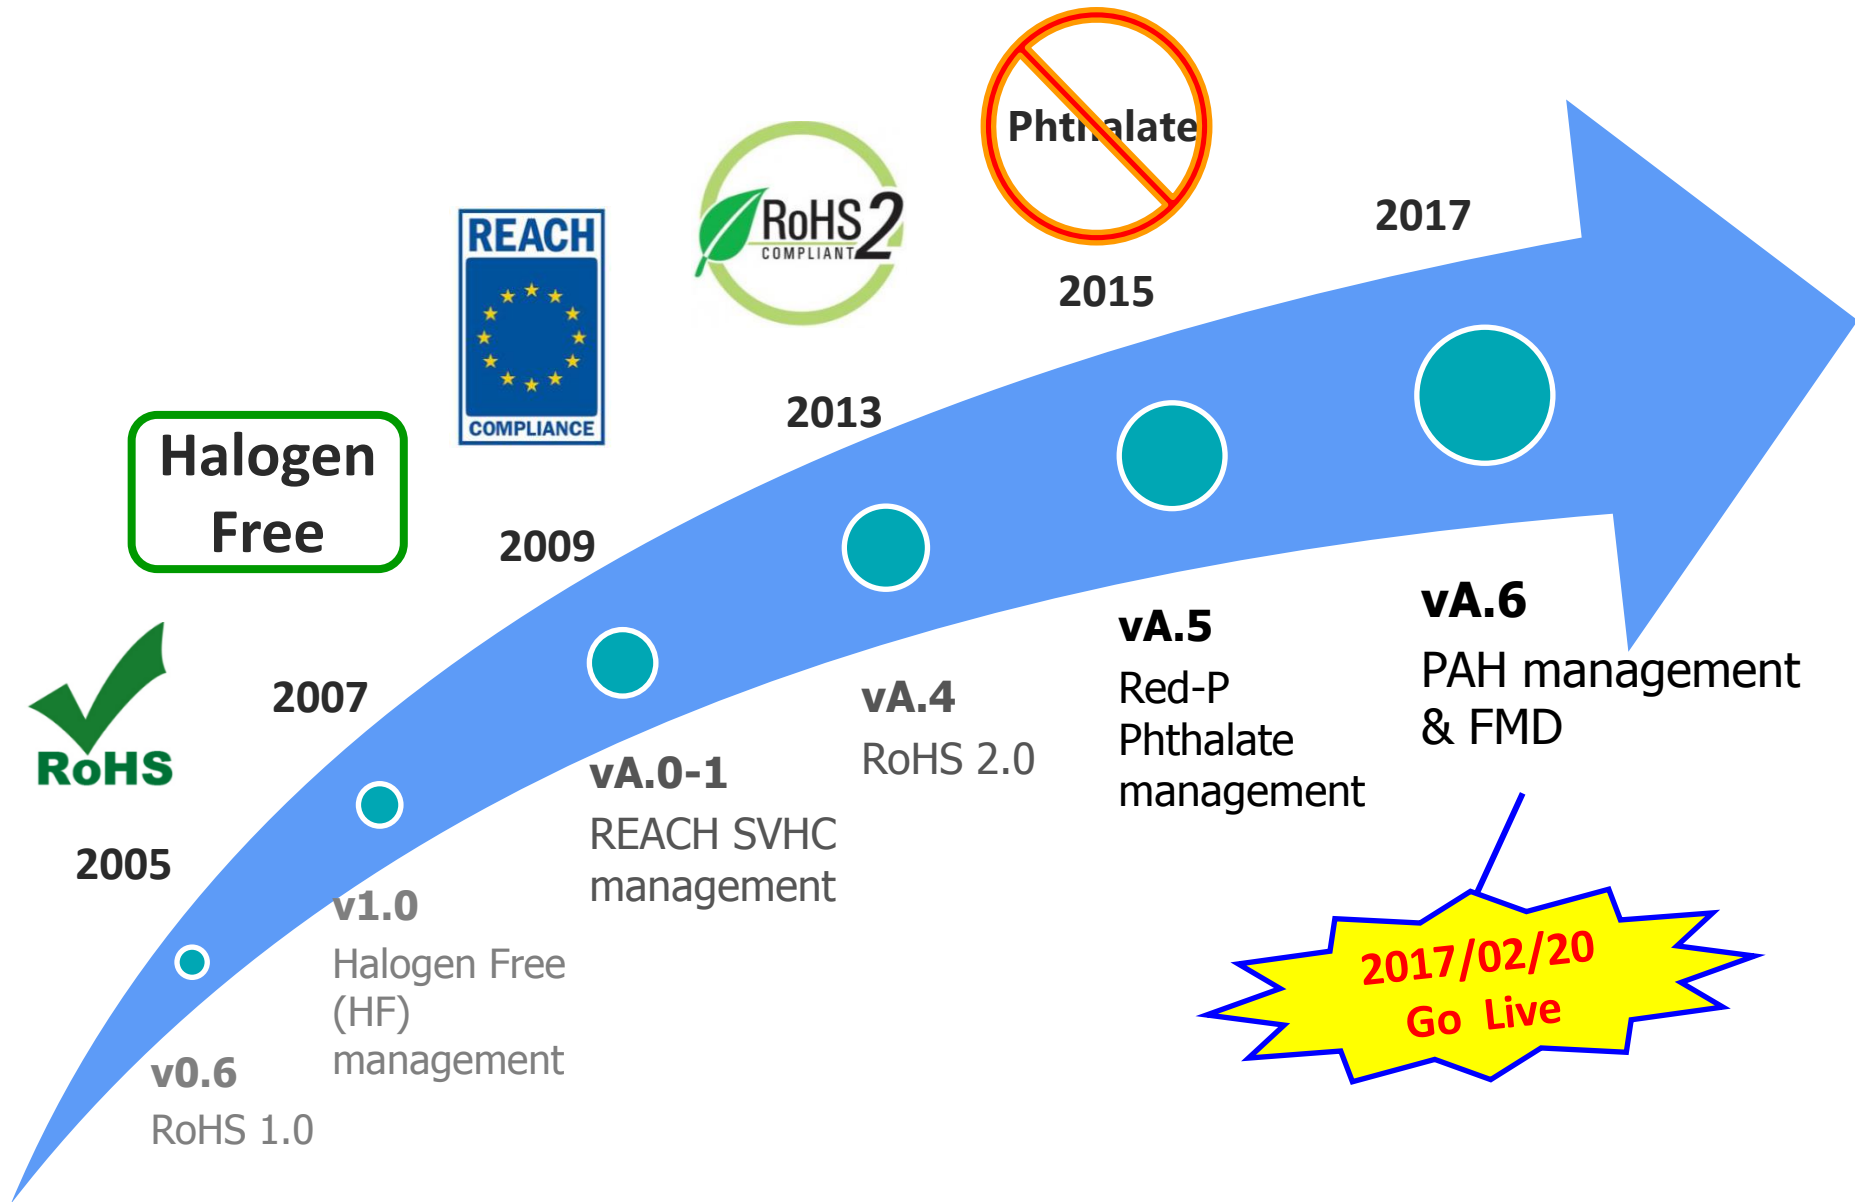 RoHS
2005
v0.6
RoHS 1.0
Halogen
Free
2007
v1.0
Halogen Free
(HF)
management
REACH
COMPLIANCE
2009
vA.0-1
REACH SVHC
management
RoHS2
COMPLIANT
2013
vA.4
RoHS 2.0
Phthalate
2015
vA.5
Red-P
Phthalate
management
2017
vA.6
PAH management
& FMD
2017/02/20
Go Live